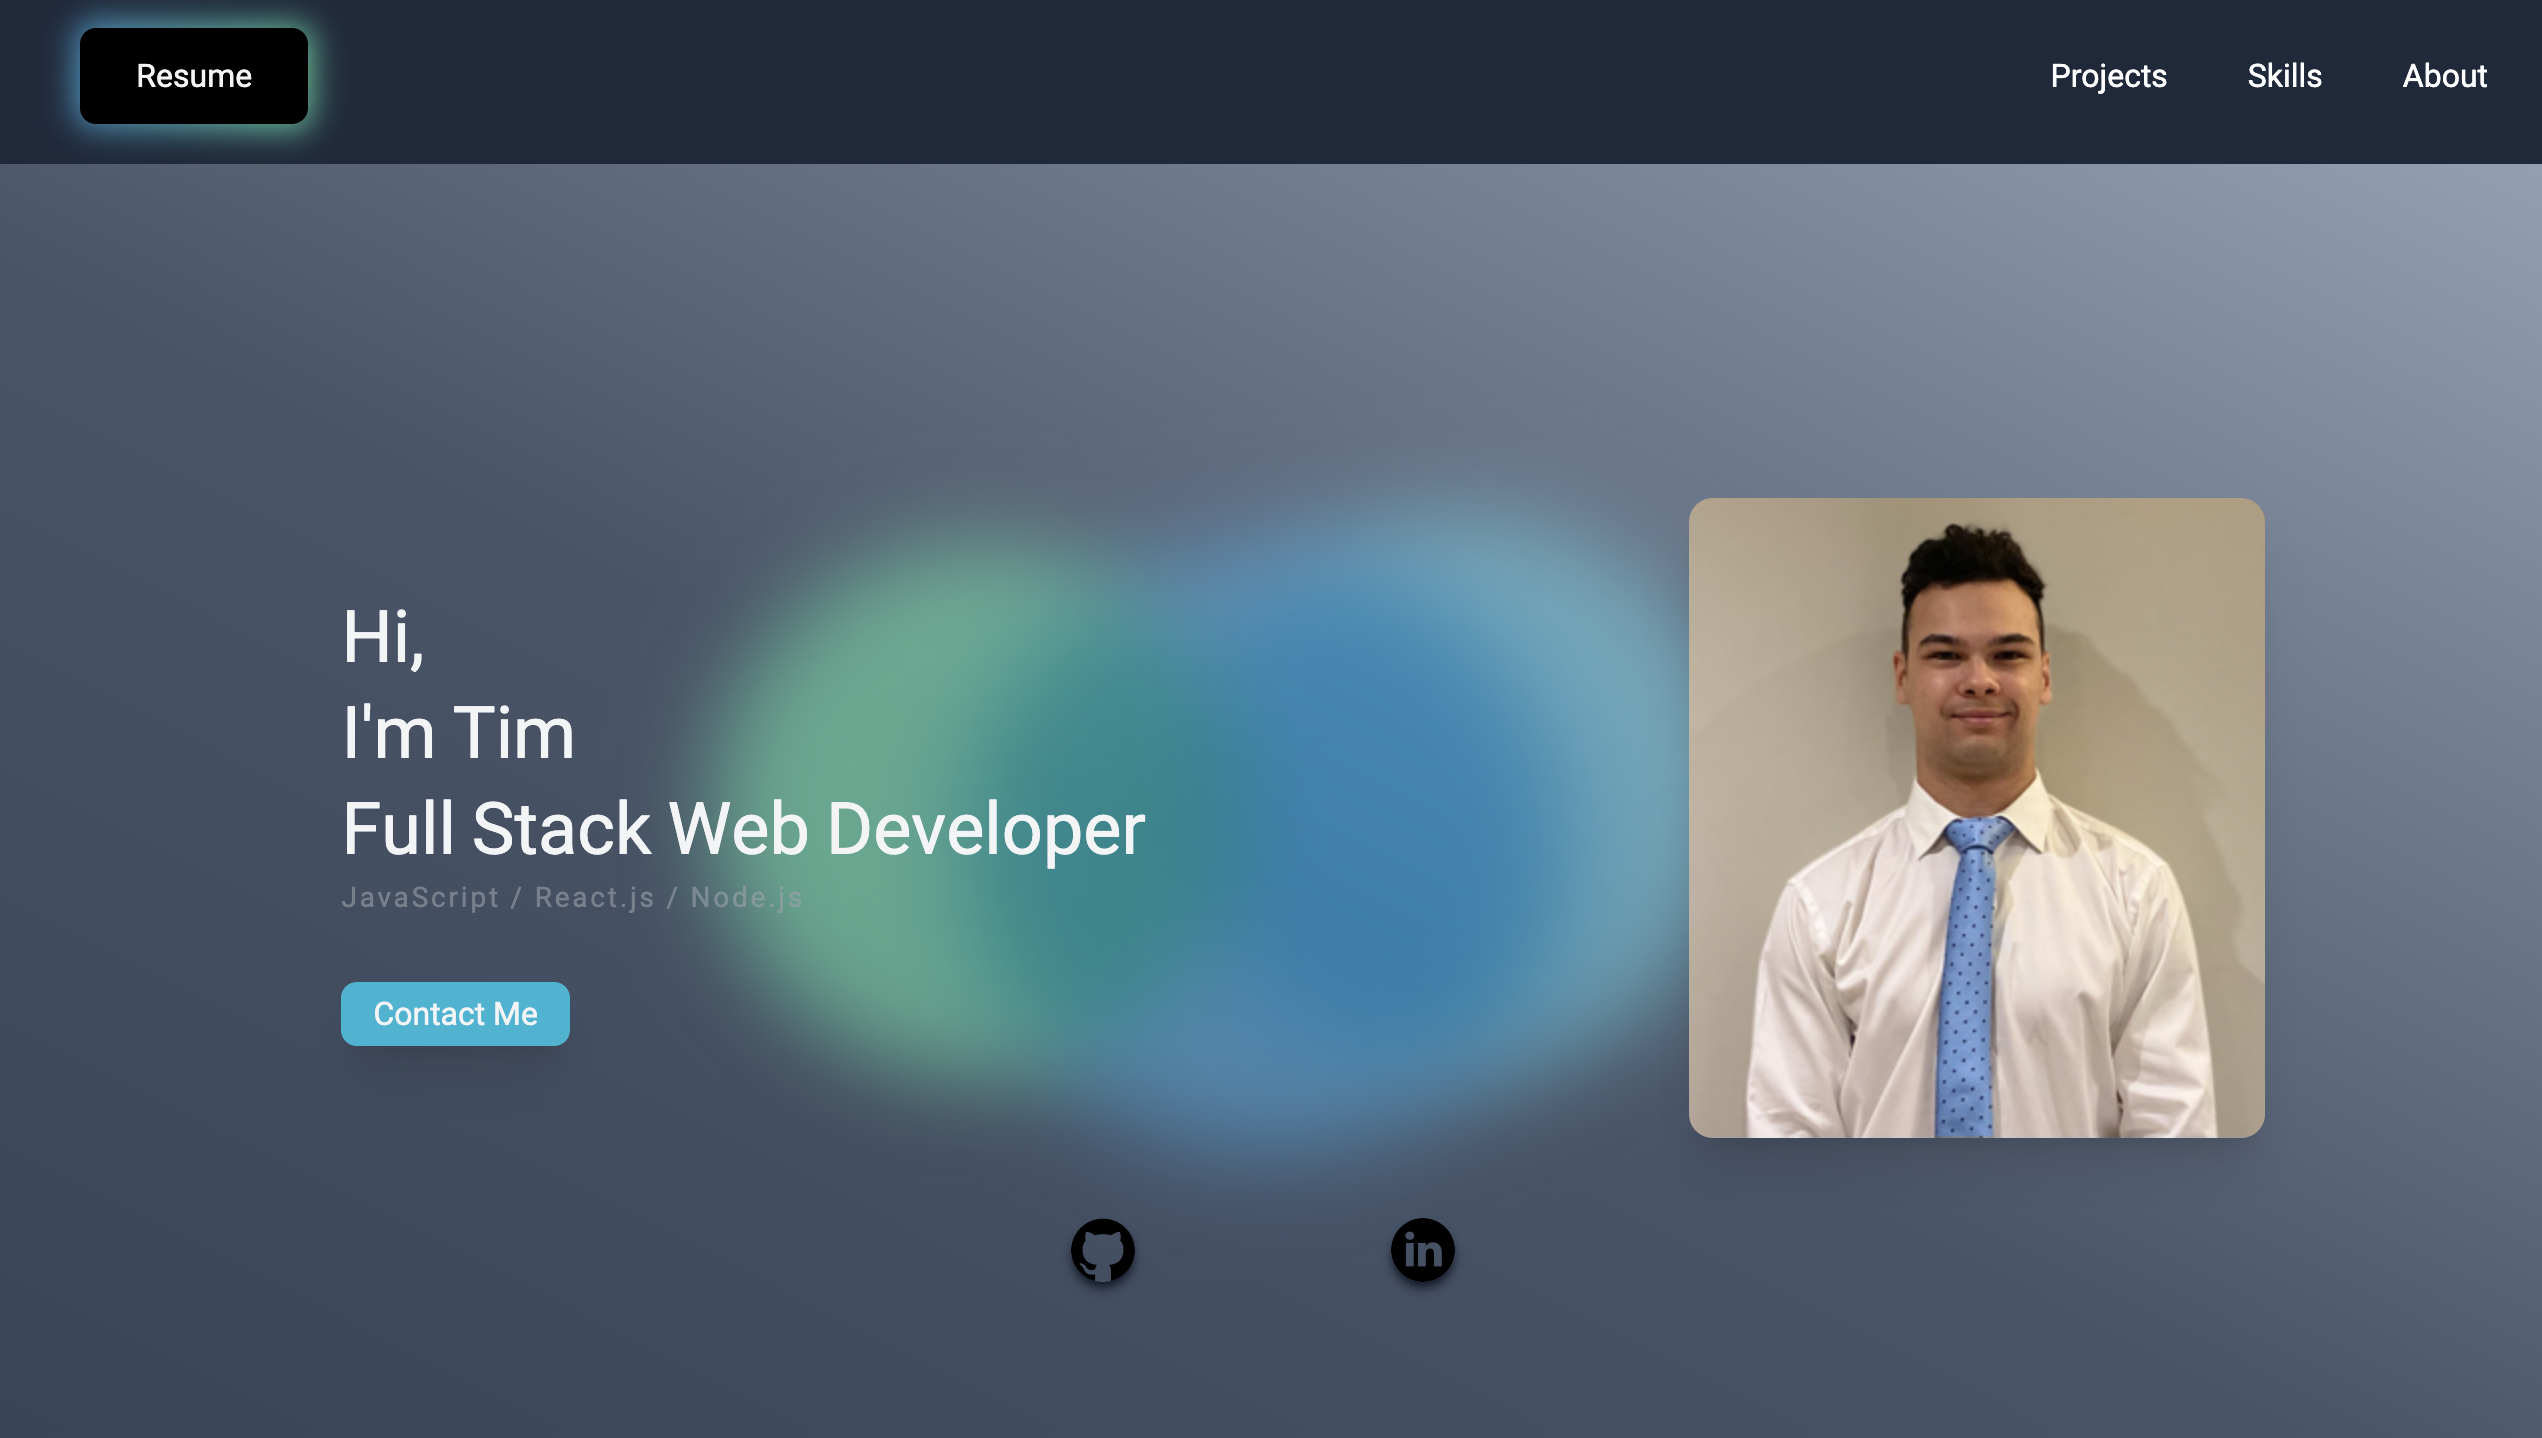 Resume
Projects Skills About
Hi,
I'm Tim
Full Stack Web Developer
JavaScript / React.js / Node.js
Contact Me
in